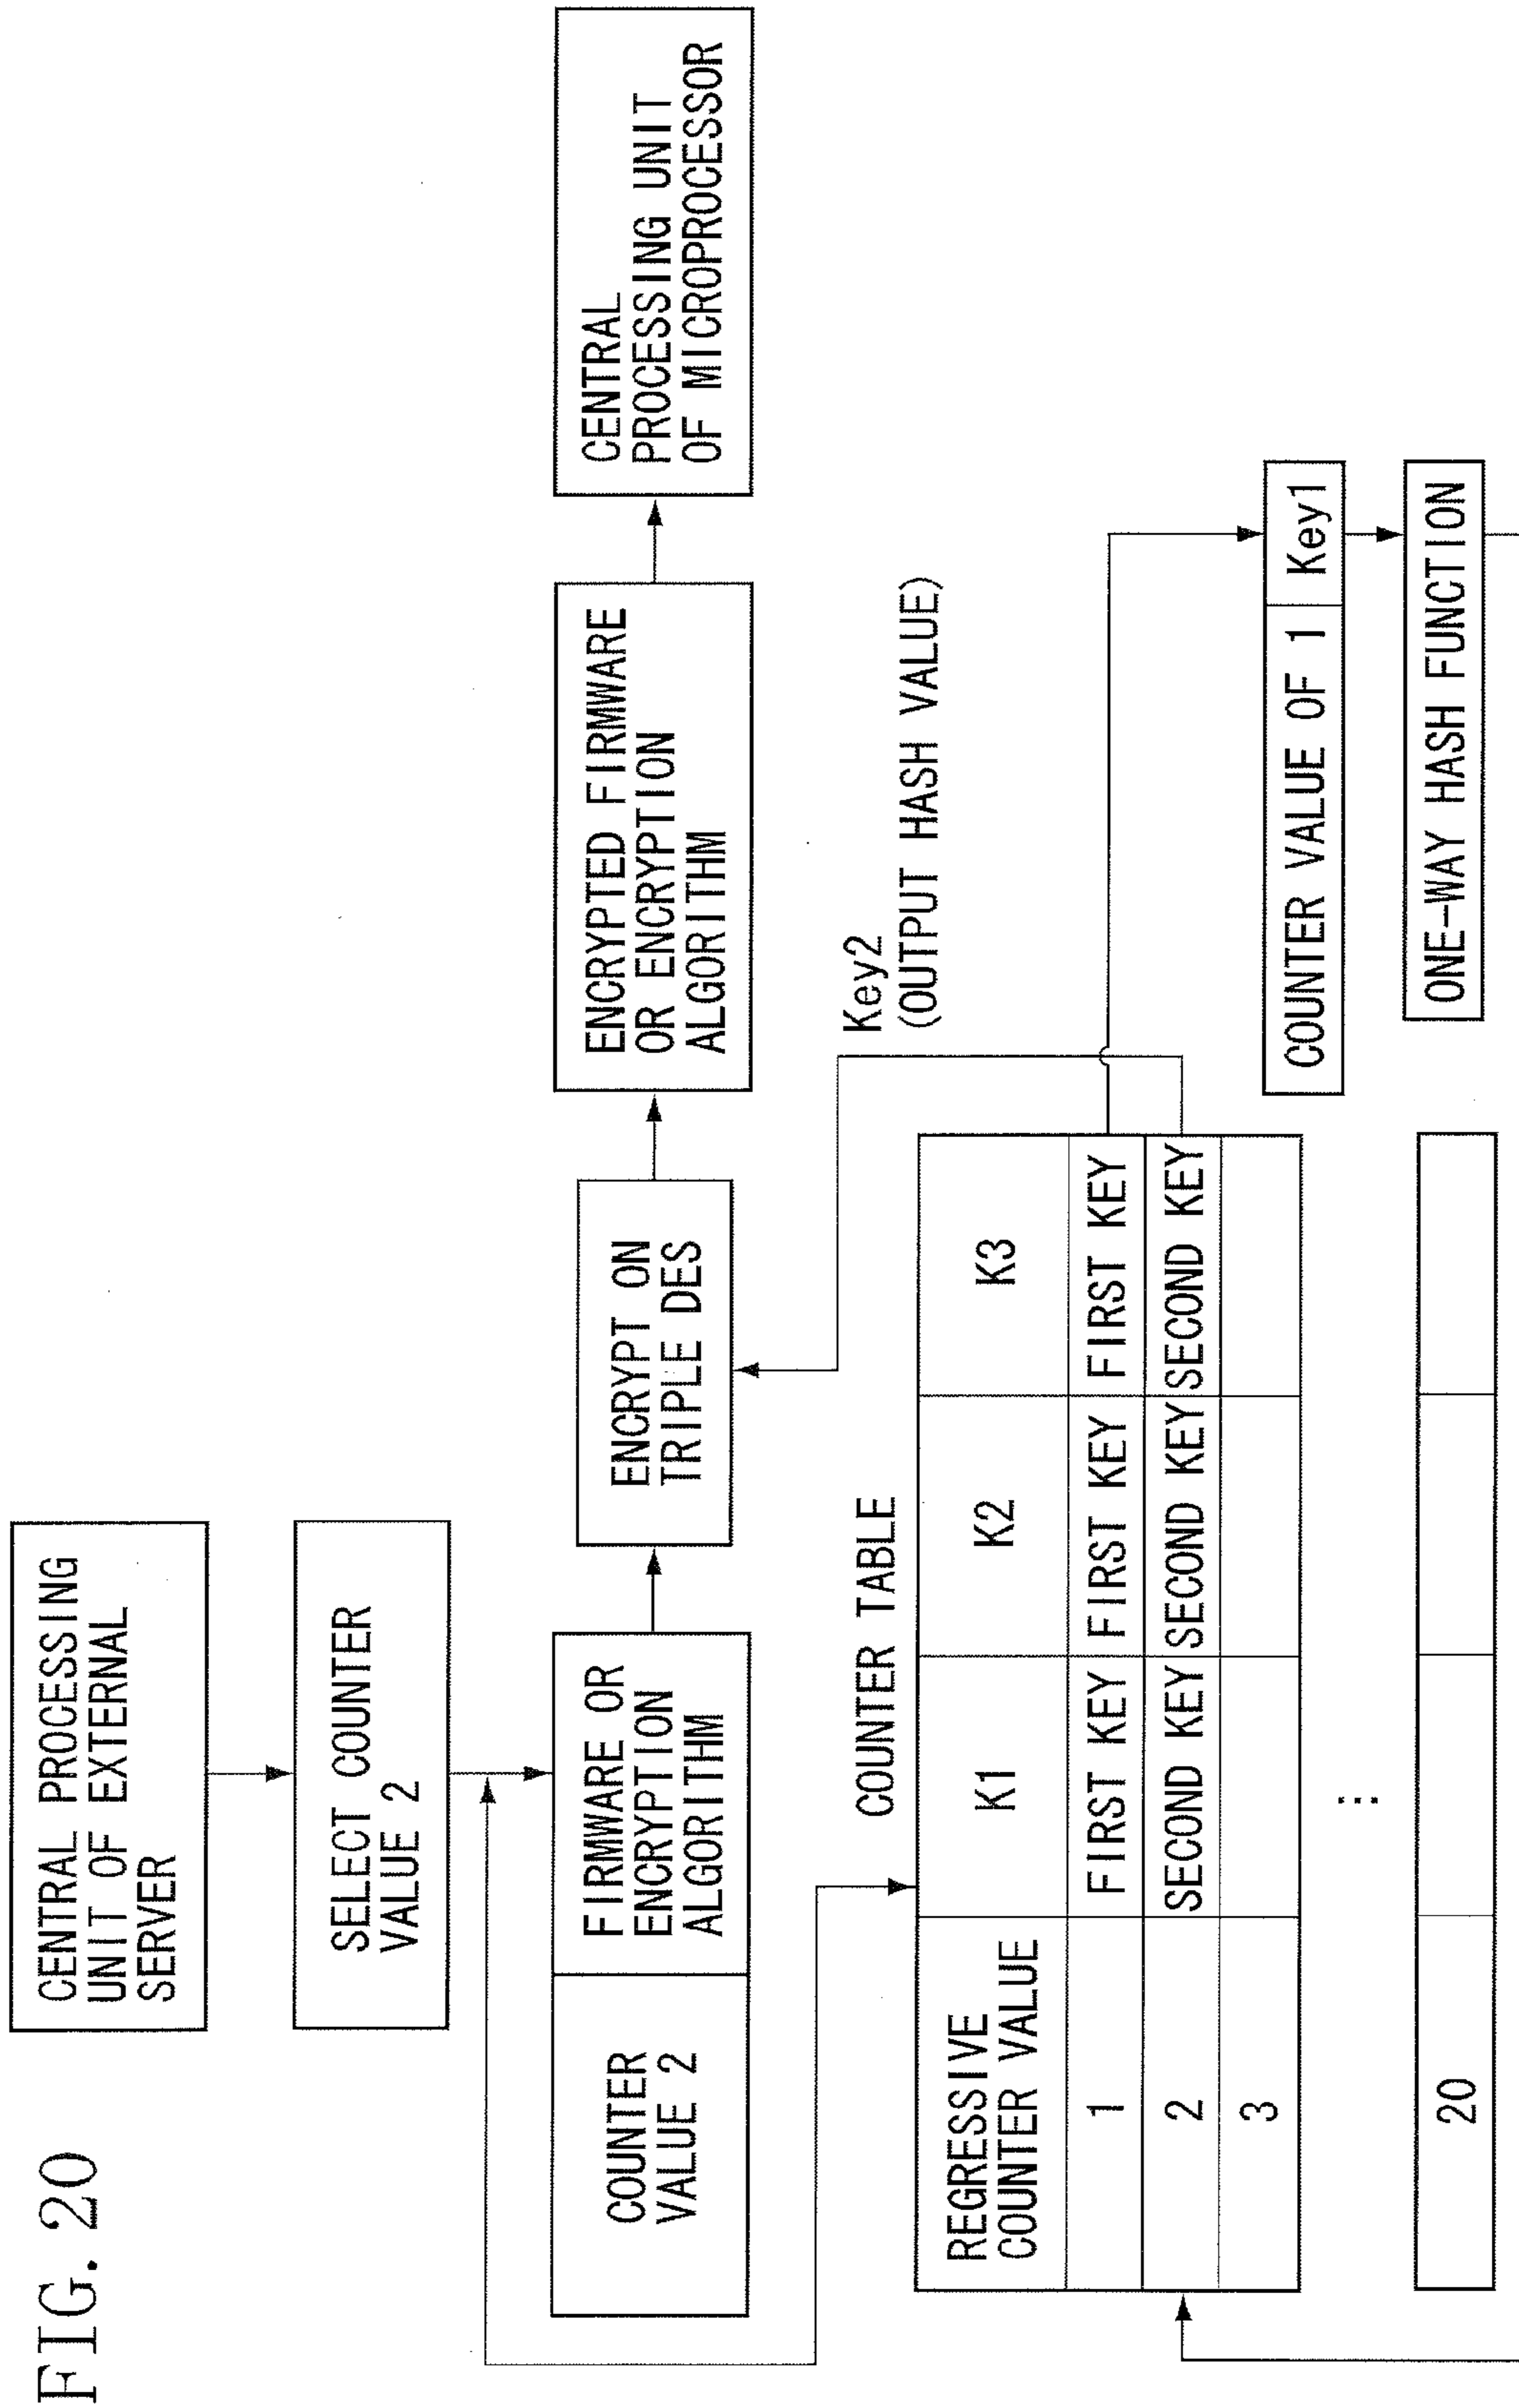 FIG. 20
CENTRAL PROCESSING
UNIT OF EXTERNAL
SERVER
SELECT COUNTER
VALUE 2
COUNTER
VALUE 2
FIRMWARE OR
ENCRYPTION
ALGORITHM
ENCRYPT ON
TRIPLE DES
ENCRYPTED FIRMWARE
OR ENCRYPTION
ALGORITHM
CENTRAL
PROCESSING UNIT
OF MICROPROCESSOR
Key2
(OUTPUT HASH VALUE)
COUNTER TABLE
REGRESSIVE
COUNTER VALUE
K1
K2
K3
1
FIRST KEY
FIRST KEY
FIRST KEY
2
SECOND KEY
SECOND KEY
SECOND KEY
3
⋮
20
COUNTER VALUE OF 1
Key1
ONE-WAY HASH FUNCTION